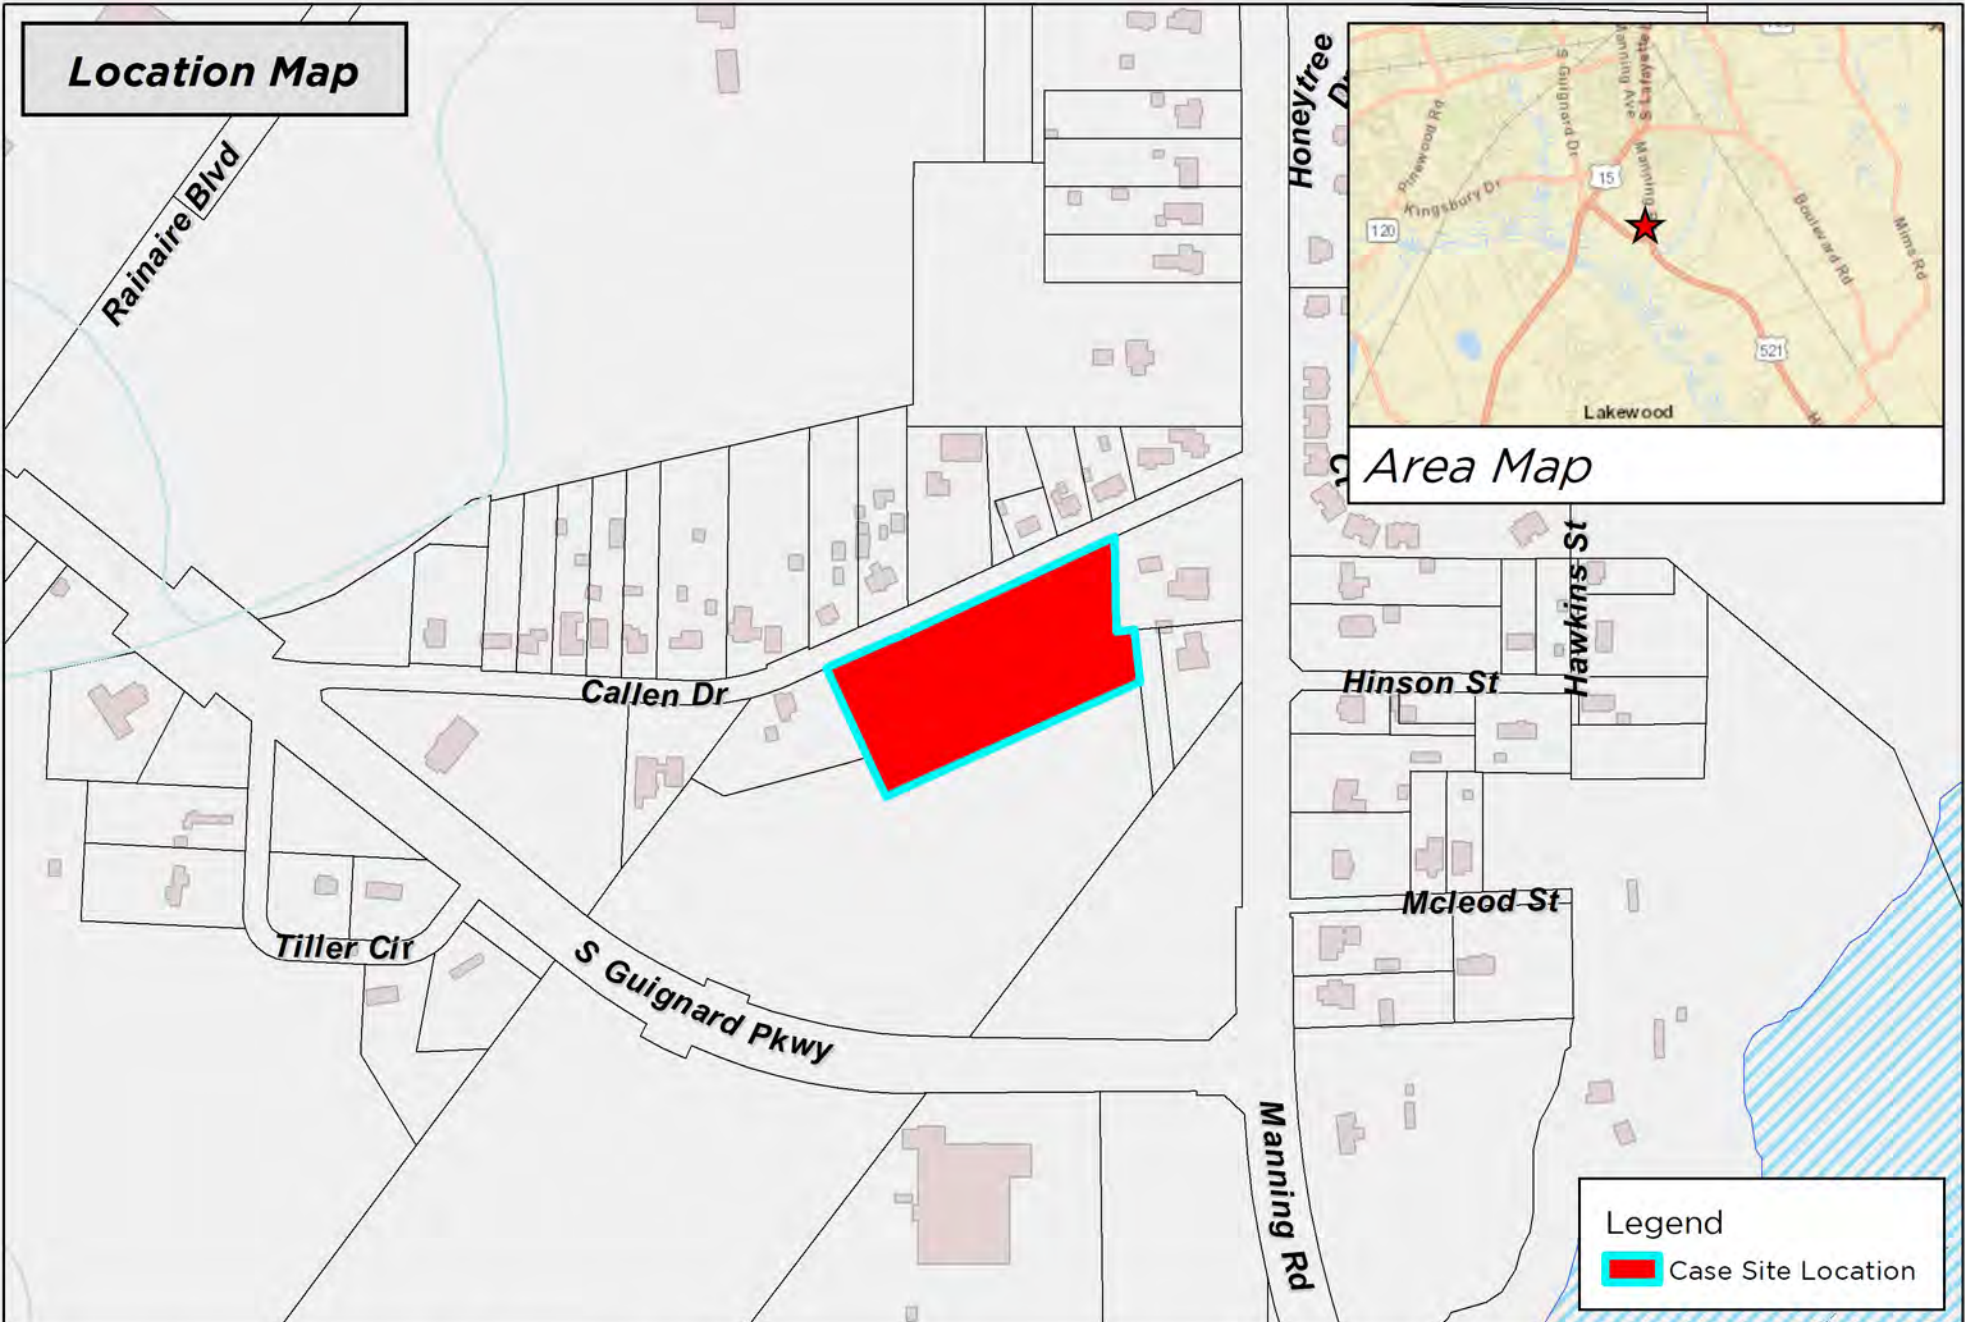 Location Map
Rainaire Blvd
Honeytree
Callen Dr
Hinson St
Hawkins St
Mcleod St
Tiller Cir
S Guignard Pkwy
Manning Rd
Pinewood Rd
Kingsbury Dr
S Guignard Dr
Manning Ave
S Lafayette
15
120
Boulevard Rd
Mims Rd
521
Lakewood
Area Map
Legend
Case Site Location